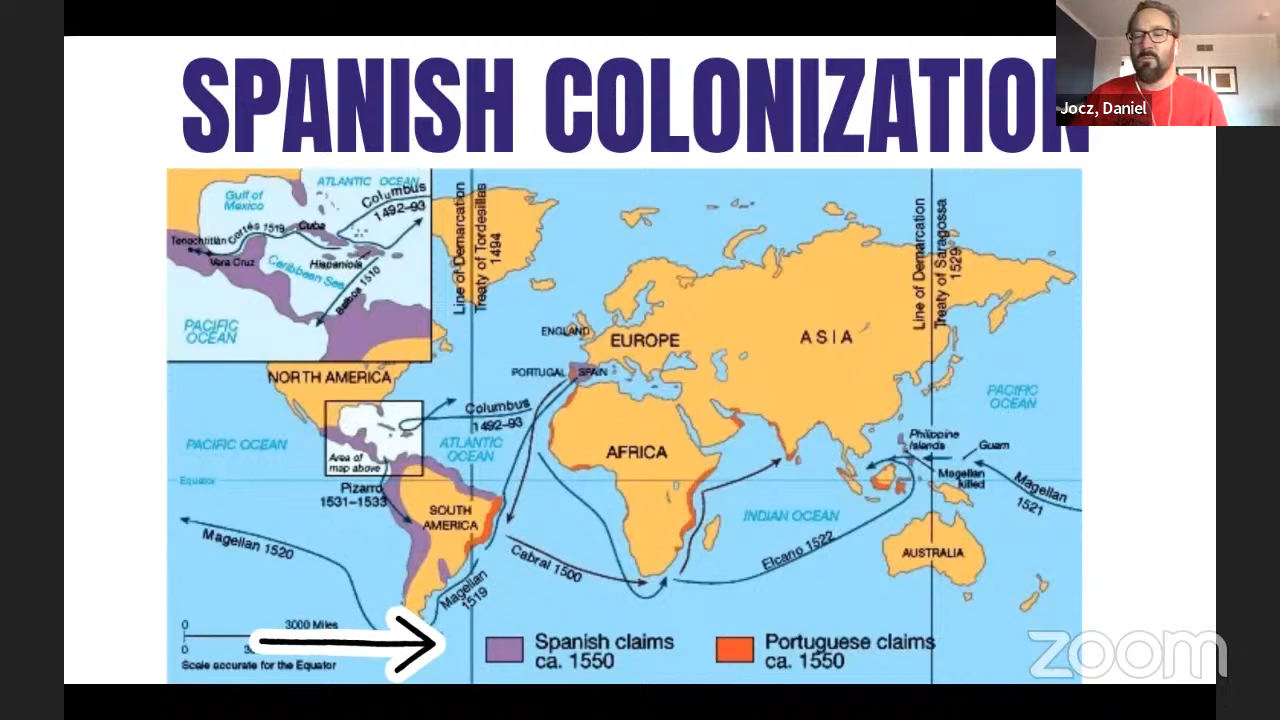 SPANISH COLONIZATION
Jocz, Daniel
ATLANTIC OCEAN
Gulf of
Mexico
Columbus
1492–93
Cortés 1519
Cuba
Tenochtitlán
Vera Cruz
Hispaniola
Caribbean Sea
Balboa 1510
PACIFIC
OCEAN
Line of Demarcation
Treaty of Tordesillas
1494
Line of Demarcation
Treaty of Saragossa
1529
ENGLAND
EUROPE
ASIA
PORTUGAL
SPAIN
NORTH AMERICA
Columbus
1492–93
PACIFIC OCEAN
ATLANTIC
OCEAN
AFRICA
PACIFIC
OCEAN
Philippine
Islands
Guam
Area of
map above
Magellan
killed
Equator
Pizarro
1531–1533
Magellan
1521
SOUTH
AMERICA
INDIAN OCEAN
Magellan 1520
Cabral 1500
Elcano 1522
AUSTRALIA
Magellan
1519
0
3000 Miles
0
Scale accurate for the Equator
Spanish claims
ca. 1550
Portuguese claims
ca. 1550
zoom